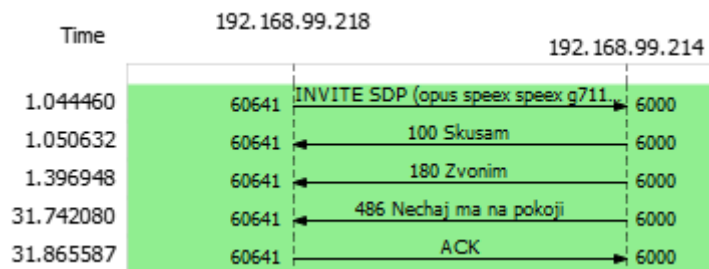 Time 192.168.99.218 192.168.99.214
1.044460 60641 INVITE SDP (opus speex speex g711... 6000
1.050632 60641 100 Skusam 6000
1.396948 60641 180 Zvonim 6000
31.742080 60641 486 Nechaj ma na pokoji 6000
31.865587 60641 ACK 6000